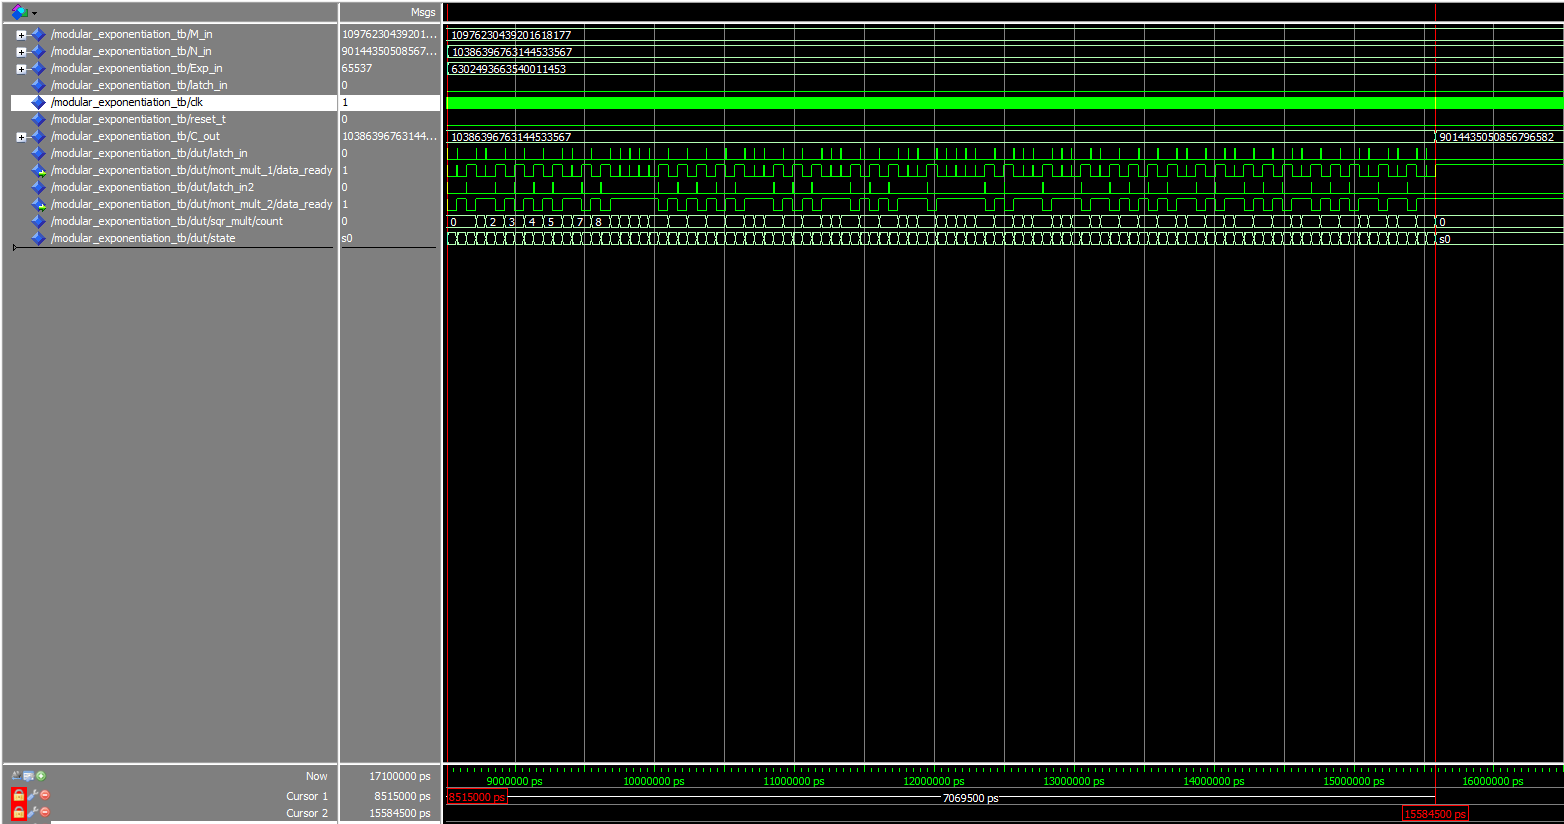 Msgs
/modular_exponentiation_tb/M_in 10976230439201... 10976230439201618177
/modular_exponentiation_tb/N_in 90144350508567... 10386396763144533567
/modular_exponentiation_tb/Exp_in 65537 6302493663540011453
/modular_exponentiation_tb/latch_in 0
/modular_exponentiation_tb/clk 1
/modular_exponentiation_tb/reset_t 0
/modular_exponentiation_tb/C_out 10386396763144... 10386396763144533567 9014435050856796582
/modular_exponentiation_tb/dut/latch_in 0
/modular_exponentiation_tb/dut/mont_mult_1/data_ready 1
/modular_exponentiation_tb/dut/latch_in2 0
/modular_exponentiation_tb/dut/mont_mult_2/data_ready 1
/modular_exponentiation_tb/dut/sqr_mult/count 0 0 2 3 4 5 7 8 0
/modular_exponentiation_tb/dut/state s0 s0
Now 17100000 ps 9000000 ps 10000000 ps 11000000 ps 12000000 ps 13000000 ps 14000000 ps 15000000 ps 16000000 ps
Cursor 1 8515000 ps 8515000 ps 7069500 ps
Cursor 2 15584500 ps 15584500 ps